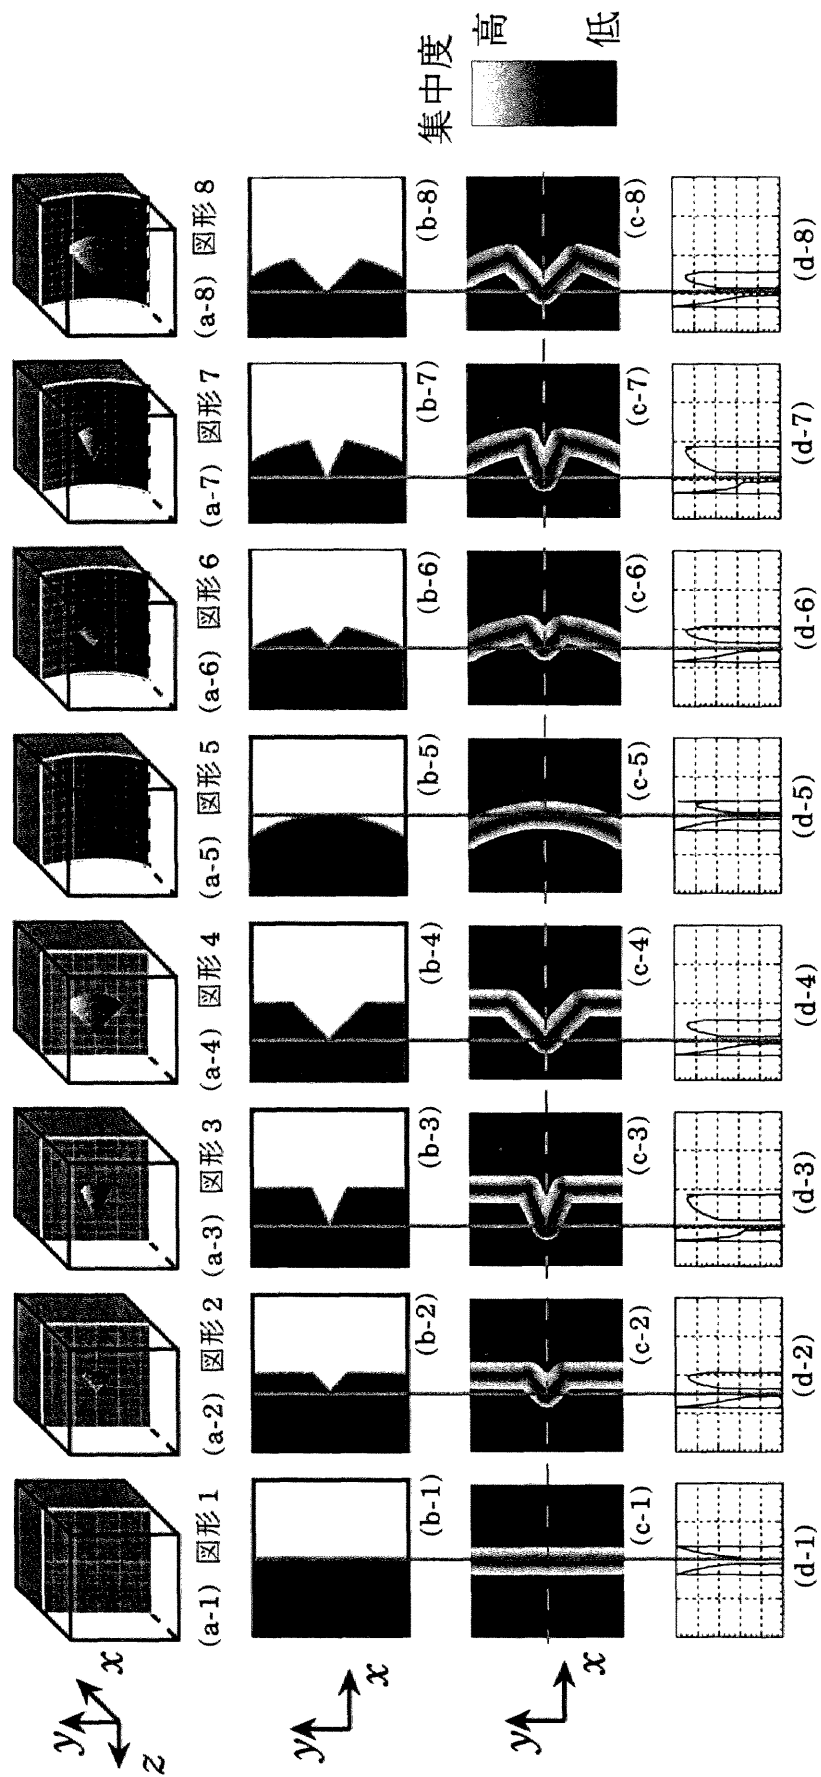 y
x
z
(a-1) 図形1
(a-2) 図形2
(a-3) 図形3
(a-4) 図形4
(a-5) 図形5
(a-6) 図形6
(a-7) 図形7
(a-8) 図形8
y
x
(b-1)
(b-2)
(b-3)
(b-4)
(b-5)
(b-6)
(b-7)
(b-8)
y
x
(c-1)
(c-2)
(c-3)
(c-4)
(c-5)
(c-6)
(c-7)
(c-8)
集中度
高
低
(d-1)
(d-2)
(d-3)
(d-4)
(d-5)
(d-6)
(d-7)
(d-8)